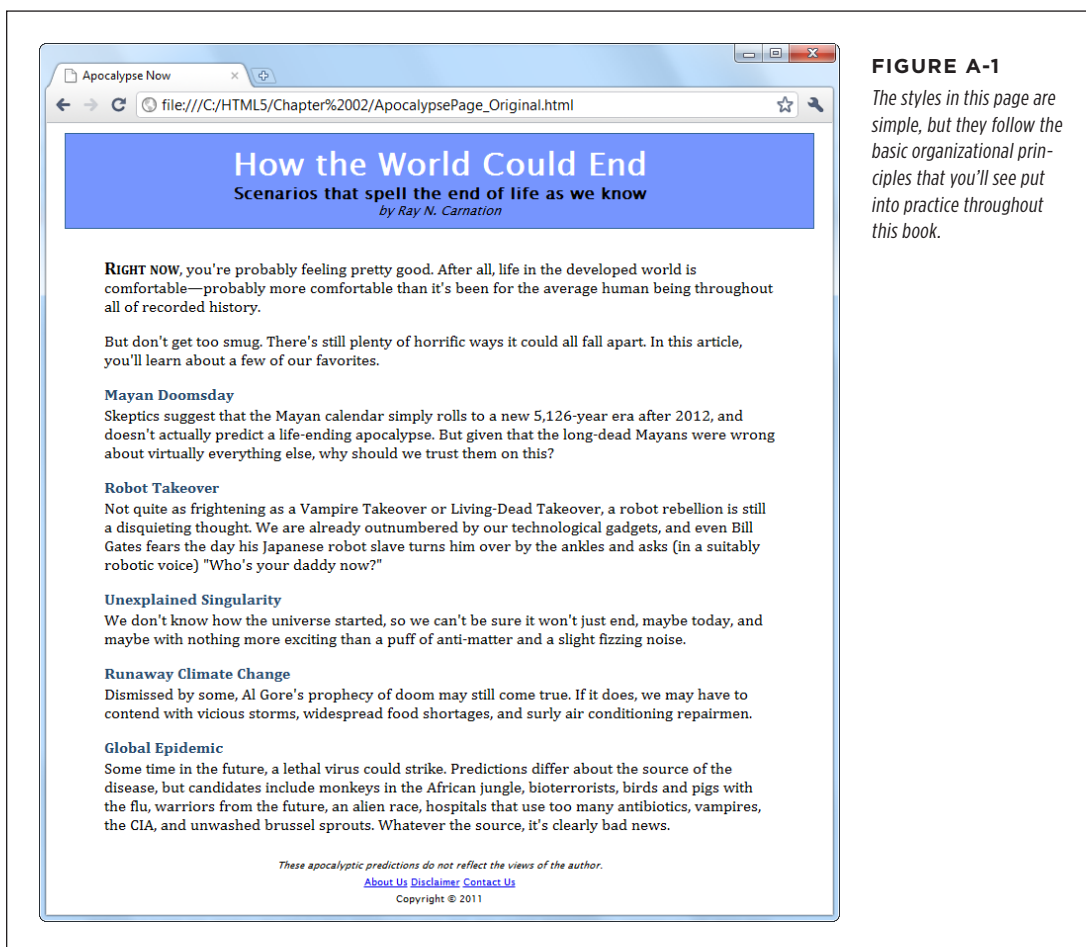 Apocalypse Now
file:///C:/HTML5/Chapter%2002/ApocalypsePage_Original.html
How the World Could End
Scenarios that spell the end of life as we know
by Ray N. Carnation
RIGHT NOW, you're probably feeling pretty good. After all, life in the developed world is
comfortable—probably more comfortable than it's been for the average human being throughout
all of recorded history.
But don't get too smug. There's still plenty of horrific ways it could all fall apart. In this article,
you'll learn about a few of our favorites.
Mayan Doomsday
Skeptics suggest that the Mayan calendar simply rolls to a new 5,126-year era after 2012, and
doesn't actually predict a life-ending apocalypse. But given that the long-dead Mayans were wrong
about virtually everything else, why should we trust them on this?
Robot Takeover
Not quite as frightening as a Vampire Takeover or Living-Dead Takeover, a robot rebellion is still
a disquieting thought. We are already outnumbered by our technological gadgets, and even Bill
Gates fears the day his Japanese robot slave turns him over by the ankles and asks (in a suitably
robotic voice) "Who's your daddy now?"
Unexplained Singularity
We don't know how the universe started, so we can't be sure it won't just end, maybe today, and
maybe with nothing more exciting than a puff of anti-matter and a slight fizzing noise.
Runaway Climate Change
Dismissed by some, Al Gore's prophecy of doom may still come true. If it does, we may have to
contend with vicious storms, widespread food shortages, and surly air conditioning repairmen.
Global Epidemic
Some time in the future, a lethal virus could strike. Predictions differ about the source of the
disease, but candidates include monkeys in the African jungle, bioterrorists, birds and pigs with
the flu, warriors from the future, an alien race, hospitals that use too many antibiotics, vampires,
the CIA, and unwashed brussel sprouts. Whatever the source, it's clearly bad news.
These apocalyptic predictions do not reflect the views of the author.
About Us Disclaimer Contact Us
Copyright © 2011
FIGURE A-1
The styles in this page are
simple, but they follow the
basic organizational prin-
ciples that you'll see put
into practice throughout
this book.